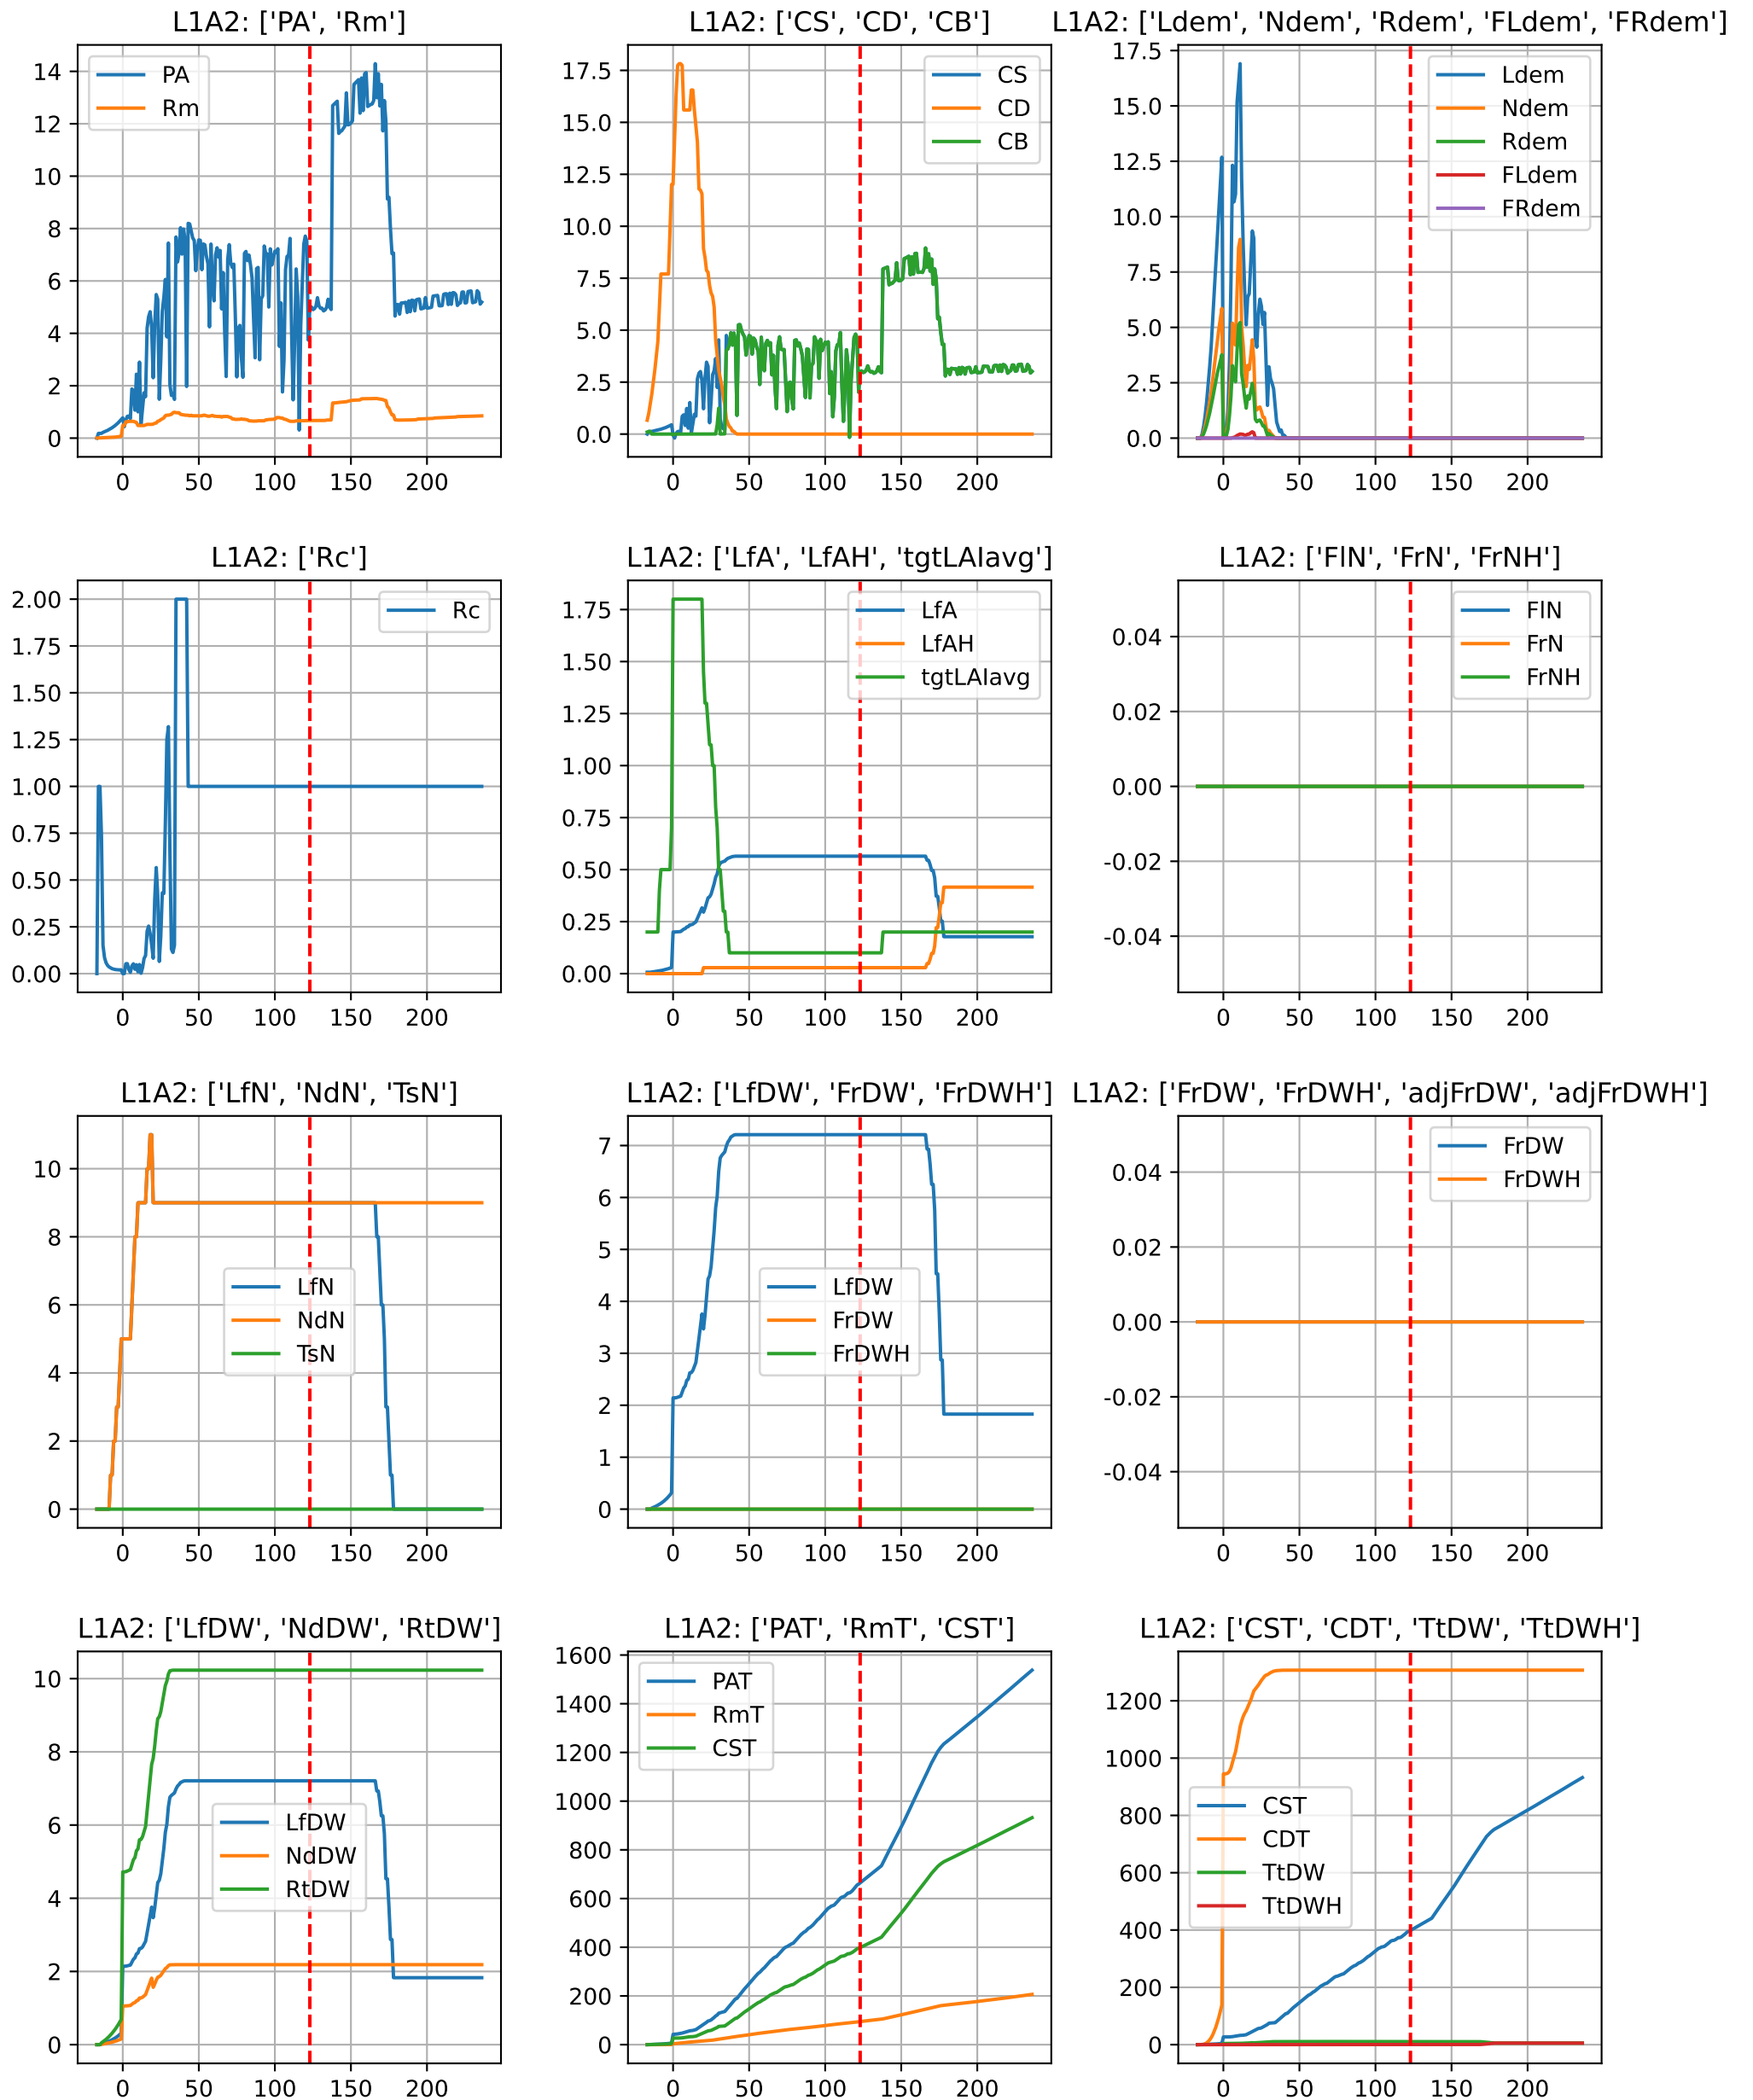 L1A2: ['PA', 'Rm']
14
12
10
8
6
4
2
0
0 50 100 150 200
PA
Rm
L1A2: ['CS', 'CD', 'CB']
17.5
15.0
12.5
10.0
7.5
5.0
2.5
0.0
0 50 100 150 200
CS
CD
CB
L1A2: ['Ldem', 'Ndem', 'Rdem', 'FLdem', 'FRdem']
17.5
15.0
12.5
10.0
7.5
5.0
2.5
0.0
0 50 100 150 200
Ldem
Ndem
Rdem
FLdem
FRdem
L1A2: ['Rc']
2.00
1.75
1.50
1.25
1.00
0.75
0.50
0.25
0.00
0 50 100 150 200
Rc
L1A2: ['LfA', 'LfAH', 'tgtLAIavg']
1.75
1.50
1.25
1.00
0.75
0.50
0.25
0.00
0 50 100 150 200
LfA
LfAH
tgtLAIavg
L1A2: ['FlN', 'FrN', 'FrNH']
0.04
0.02
0.00
-0.02
-0.04
0 50 100 150 200
FlN
FrN
FrNH
L1A2: ['LfN', 'NdN', 'TsN']
10
8
6
4
2
0
0 50 100 150 200
LfN
NdN
TsN
L1A2: ['LfDW', 'FrDW', 'FrDWH']
7
6
5
4
3
2
1
0
0 50 100 150 200
LfDW
FrDW
FrDWH
L1A2: ['FrDW', 'FrDWH', 'adjFrDW', 'adjFrDWH']
0.04
0.02
0.00
-0.02
-0.04
0 50 100 150 200
FrDW
FrDWH
L1A2: ['LfDW', 'NdDW', 'RtDW']
10
8
6
4
2
0
0 50 100 150 200
LfDW
NdDW
RtDW
L1A2: ['PAT', 'RmT', 'CST']
1600
1400
1200
1000
800
600
400
200
0
0 50 100 150 200
PAT
RmT
CST
L1A2: ['CST', 'CDT', 'TtDW', 'TtDWH']
1200
1000
800
600
400
200
0
0 50 100 150 200
CST
CDT
TtDW
TtDWH